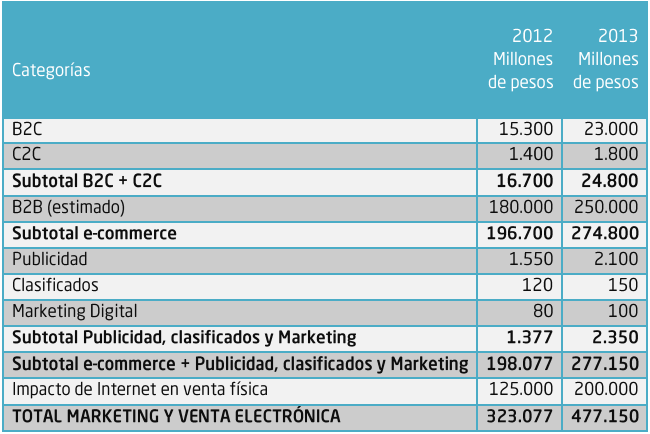 Categorías 2012 Millones de pesos 2013 Millones de pesos
B2C 15.300 23.000
C2C 1.400 1.800
Subtotal B2C + C2C 16.700 24.800
B2B (estimado) 180.000 250.000
Subtotal e-commerce 196.700 274.800
Publicidad 1.550 2.100
Clasificados 120 150
Marketing Digital 80 100
Subtotal Publicidad, clasificados y Marketing 1.377 2.350
Subtotal e-commerce + Publicidad, clasificados y Marketing 198.077 277.150
Impacto de Internet en venta física 125.000 200.000
TOTAL MARKETING Y VENTA ELECTRÓNICA 323.077 477.150